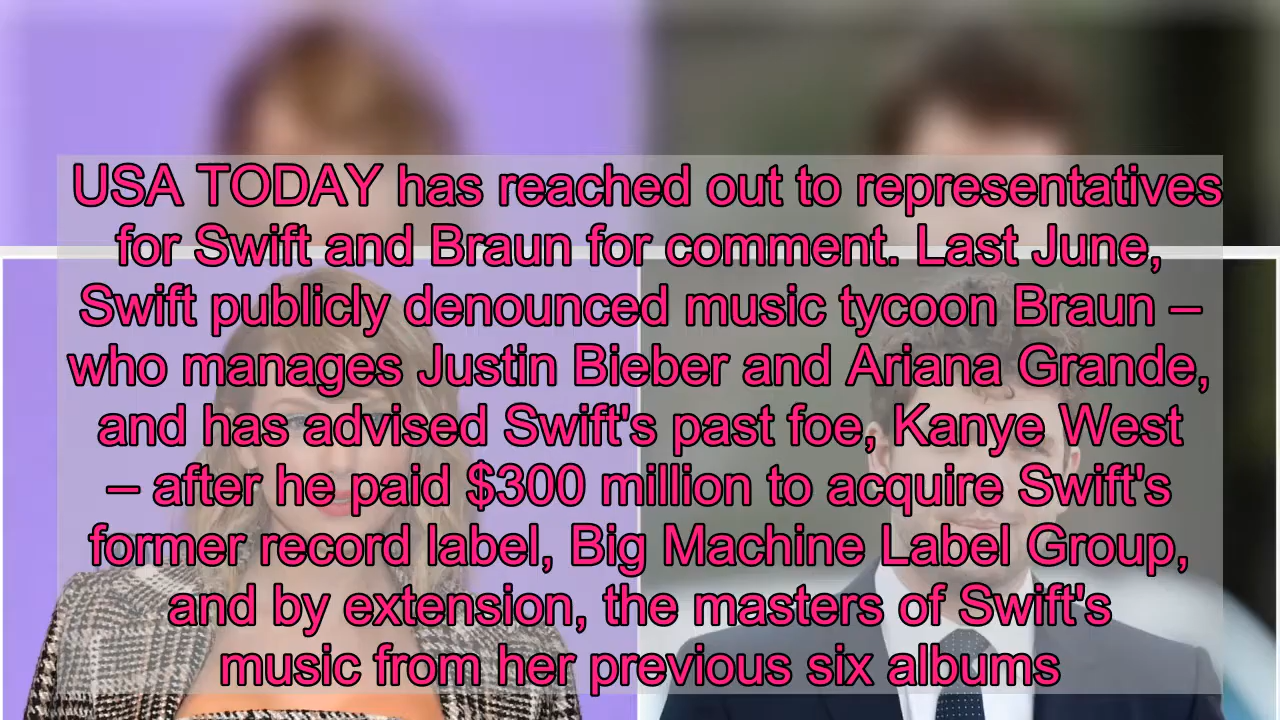 USA TODAY has reached out to representatives
for Swift and Braun for comment. Last June,
Swift publicly denounced music tycoon Braun –
who manages Justin Bieber and Ariana Grande,
and has advised Swift's past foe, Kanye West
– after he paid $300 million to acquire Swift's
former record label, Big Machine Label Group,
and by extension, the masters of Swift's
music from her previous six albums